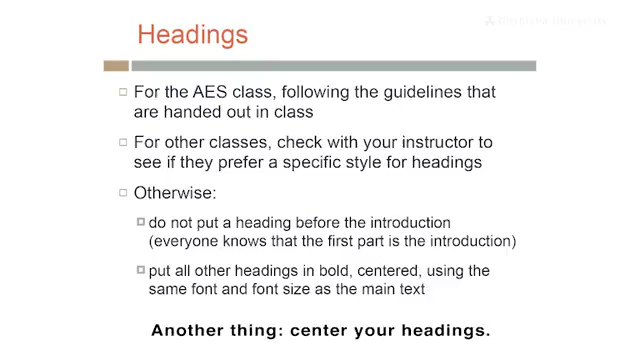 Headings
For the AES class, following the guidelines that
are handed out in class
For other classes, check with your instructor to
see if they prefer a specific style for headings
Otherwise:
do not put a heading before the introduction
(everyone knows that the first part is the introduction)
put all other headings in bold, centered, using the
same font and font size as the main text
Another thing: center your headings.